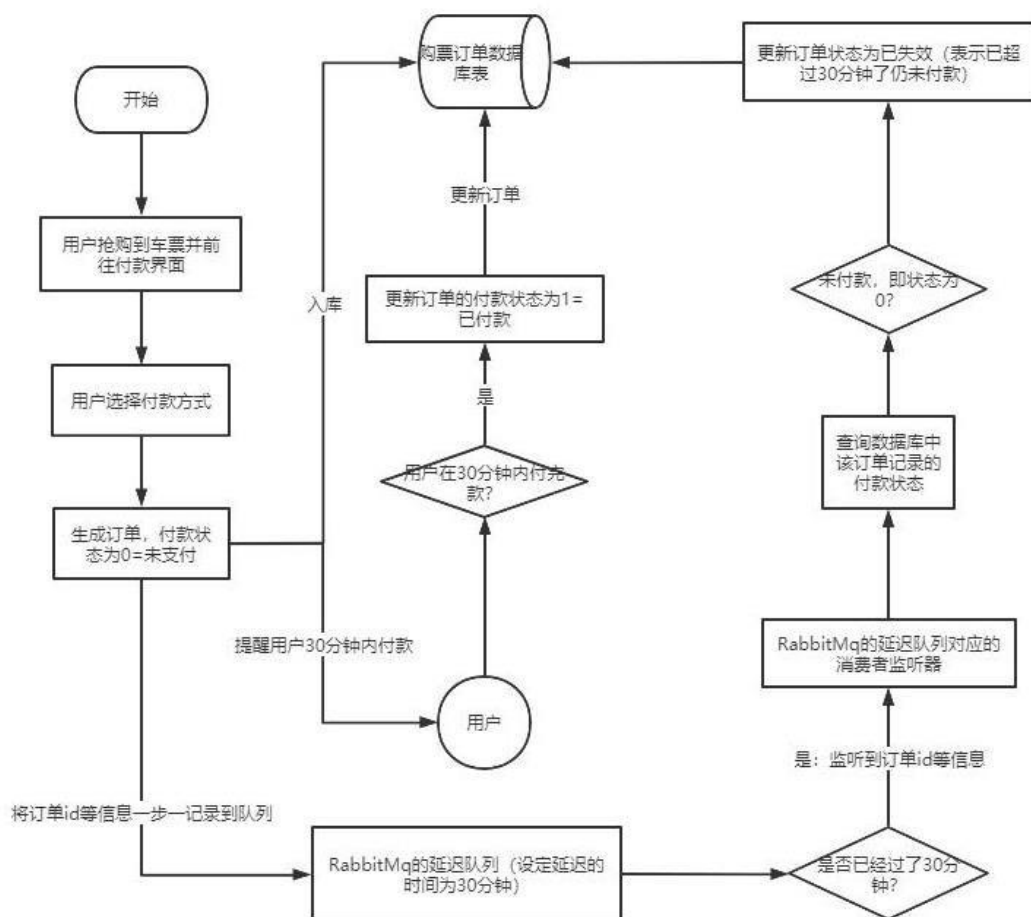 开始
用户抢购到车票并前
往付款界面
用户选择付款方式
生成订单，付款状
态为0=未支付
入库
提醒用户30分钟内付款
将订单id等信息一步一记录到队列
购票订单数据
库表
更新订单
更新订单的付款状态为1=
已付款
是
用户在30分钟内付完
款？
用户
RabbitMq的延迟队列（设定延迟的
时间为30分钟）
更新订单状态为已失效（表示已超
过30分钟了仍未付款）
未付款，即状态为
0？
查询数据库中
该订单记录的
付款状态
RabbitMq的延迟队列对应的
消费者监听器
是：监听到订单id等信息
是否已经过了30分
钟？